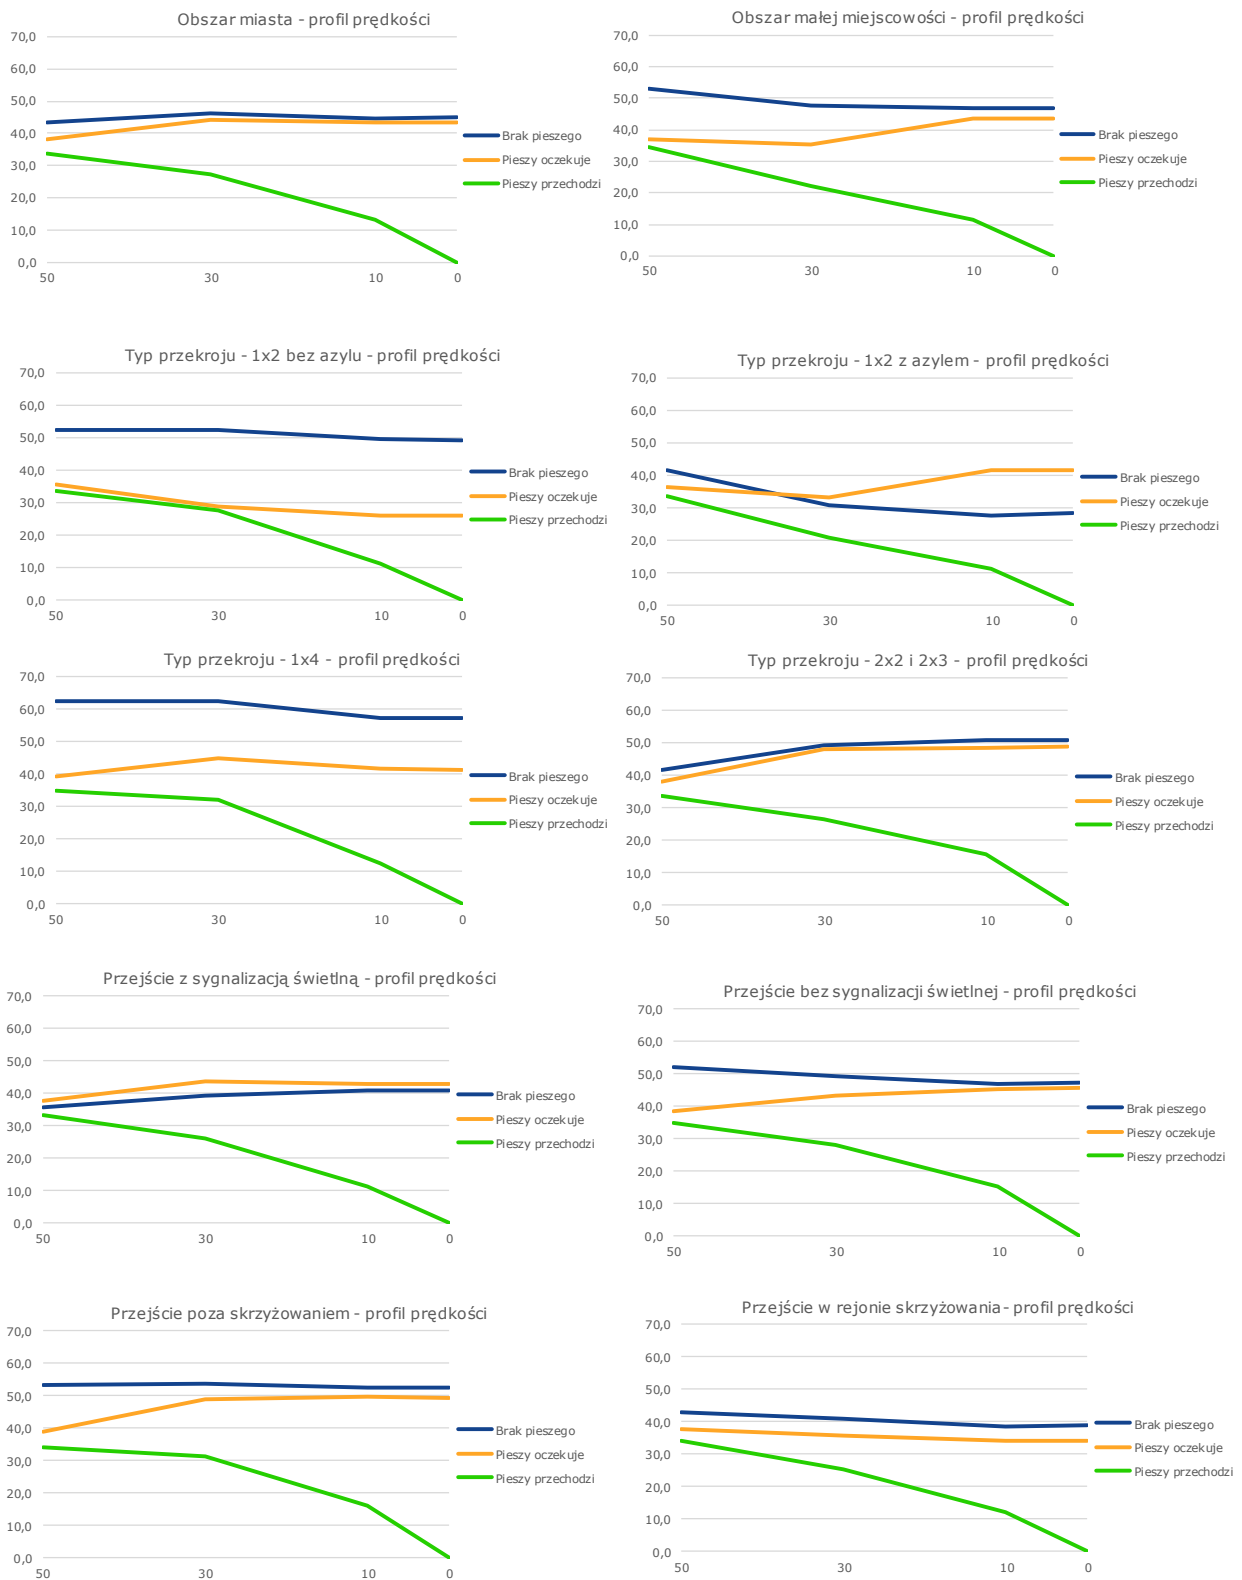 Obszar miasta - profil prędkości
70,0
60,0
50,0
40,0
30,0
20,0
10,0
0,0
50 30 10 0
Brak pieszego
Pieszy oczekuje
Pieszy przechodzi
Obszar małej miejscowości - profil prędkości
70,0
60,0
50,0
40,0
30,0
20,0
10,0
0,0
50 30 10 0
Brak pieszego
Pieszy oczekuje
Pieszy przechodzi
Typ przekroju - 1x2 bez azylu - profil prędkości
70,0
60,0
50,0
40,0
30,0
20,0
10,0
0,0
50 30 10 0
Brak pieszego
Pieszy oczekuje
Pieszy przechodzi
Typ przekroju - 1x2 z azylem - profil prędkości
70,0
60,0
50,0
40,0
30,0
20,0
10,0
0,0
50 30 10 0
Brak pieszego
Pieszy oczekuje
Pieszy przechodzi
Typ przekroju - 1x4 - profil prędkości
70,0
60,0
50,0
40,0
30,0
20,0
10,0
0,0
50 30 10 0
Brak pieszego
Pieszy oczekuje
Pieszy przechodzi
Typ przekroju - 2x2 i 2x3 - profil prędkości
70,0
60,0
50,0
40,0
30,0
20,0
10,0
0,0
50 30 10 0
Brak pieszego
Pieszy oczekuje
Pieszy przechodzi
Przejście z sygnalizacją świetlną - profil prędkości
70,0
60,0
50,0
40,0
30,0
20,0
10,0
0,0
50 30 10 0
Brak pieszego
Pieszy oczekuje
Pieszy przechodzi
Przejście bez sygnalizacji świetlnej - profil prędkości
70,0
60,0
50,0
40,0
30,0
20,0
10,0
0,0
50 30 10 0
Brak pieszego
Pieszy oczekuje
Pieszy przechodzi
Przejście poza skrzyżowaniem - profil prędkości
70,0
60,0
50,0
40,0
30,0
20,0
10,0
0,0
50 30 10 0
Brak pieszego
Pieszy oczekuje
Pieszy przechodzi
Przejście w rejonie skrzyżowania - profil prędkości
70,0
60,0
50,0
40,0
30,0
20,0
10,0
0,0
50 30 10 0
Brak pieszego
Pieszy oczekuje
Pieszy przechodzi